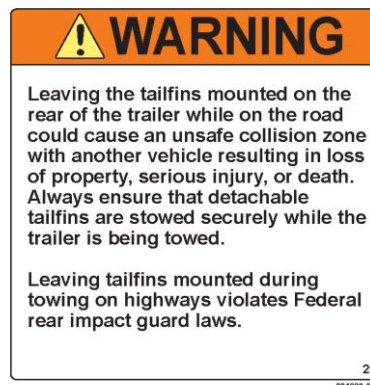 WARNING
Leaving the tailfins mounted on the
rear of the trailer while on the road
could cause an unsafe collision zone
with another vehicle resulting in loss
of property, serious injury, or death.
Always ensure that detachable
tailfins are stowed securely while the
trailer is being towed.
Leaving tailfins mounted during
towing on highways violates Federal
rear impact guard laws.